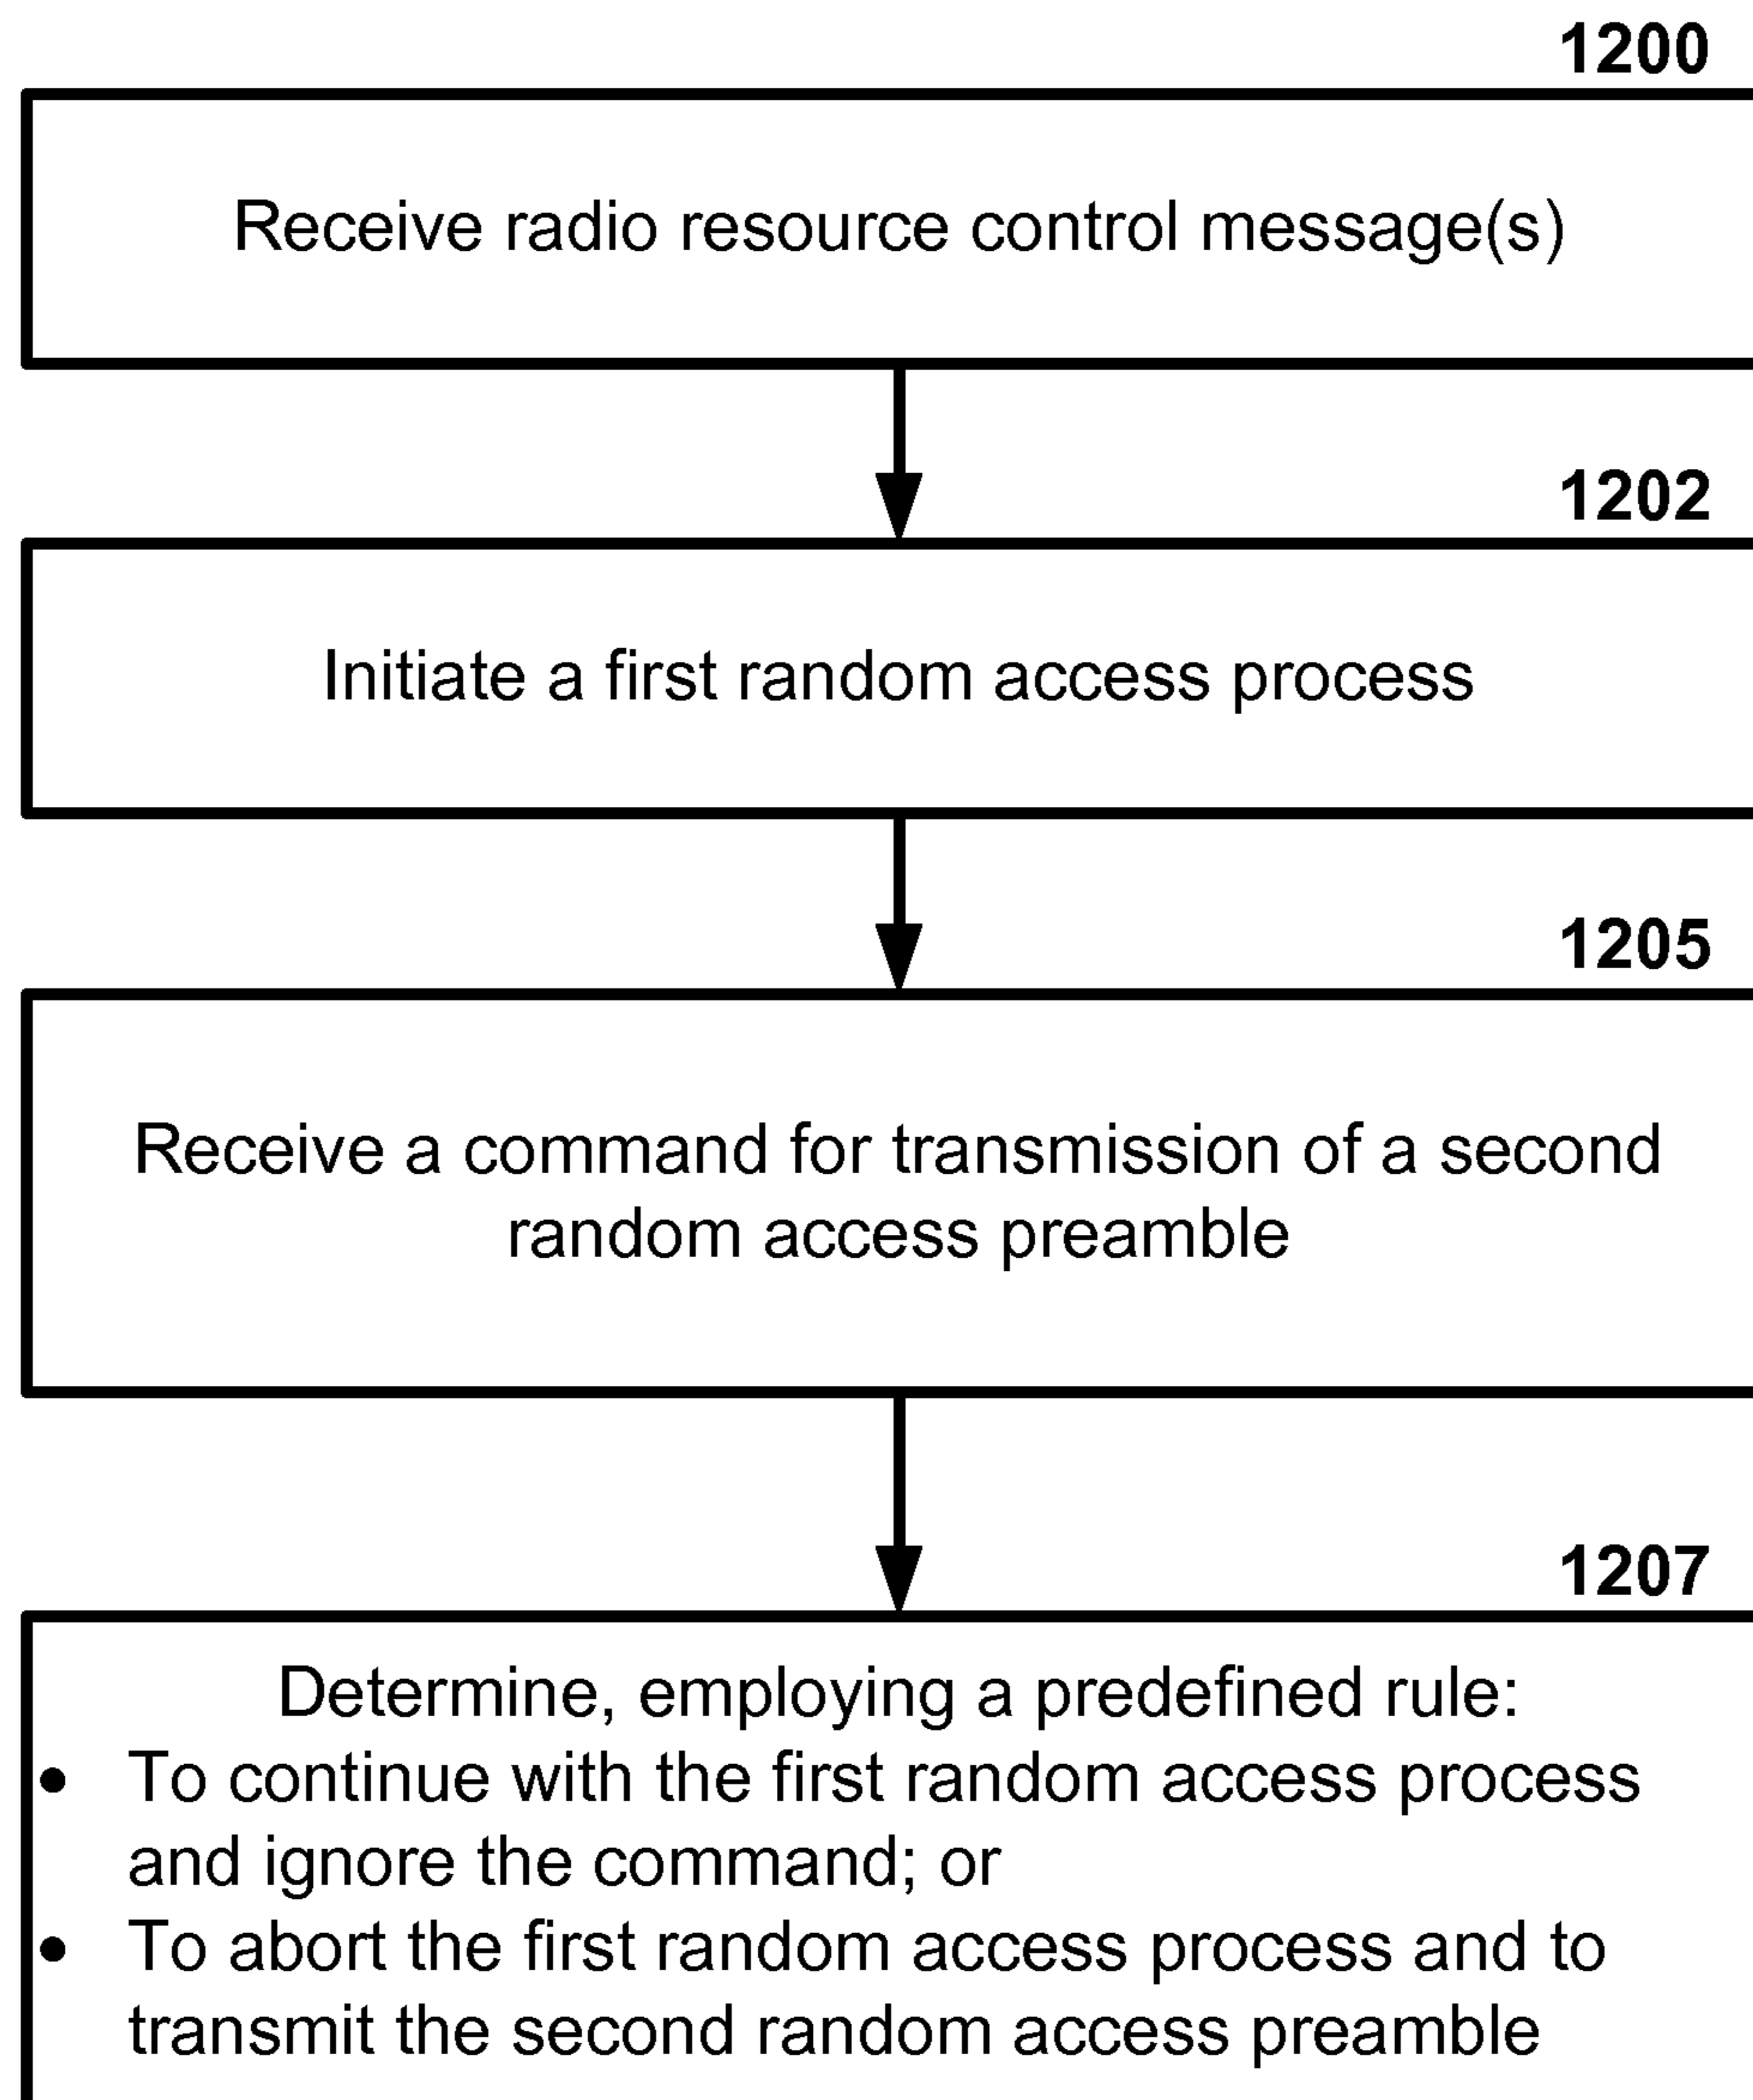 1200
Receive radio resource control message(s)
1202
Initiate a first random access process
1205
Receive a command for transmission of a second
random access preamble
1207
Determine, employing a predefined rule:
• To continue with the first random access process
and ignore the command; or
• To abort the first random access process and to
transmit the second random access preamble